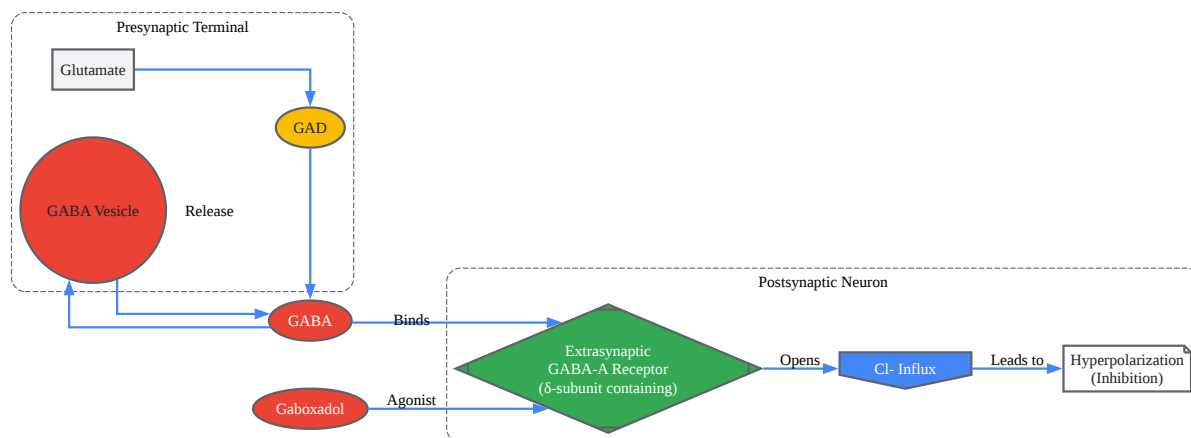 Presynaptic Terminal
Glutamate
GAD
GABA Vesicle
Release
GABA
Binds
Gaboxadol
Agonist
Postsynaptic Neuron
Extrasynaptic
GABA-A Receptor
(δ-subunit containing)
Opens
Cl- Influx
Leads to
Hyperpolarization
(Inhibition)